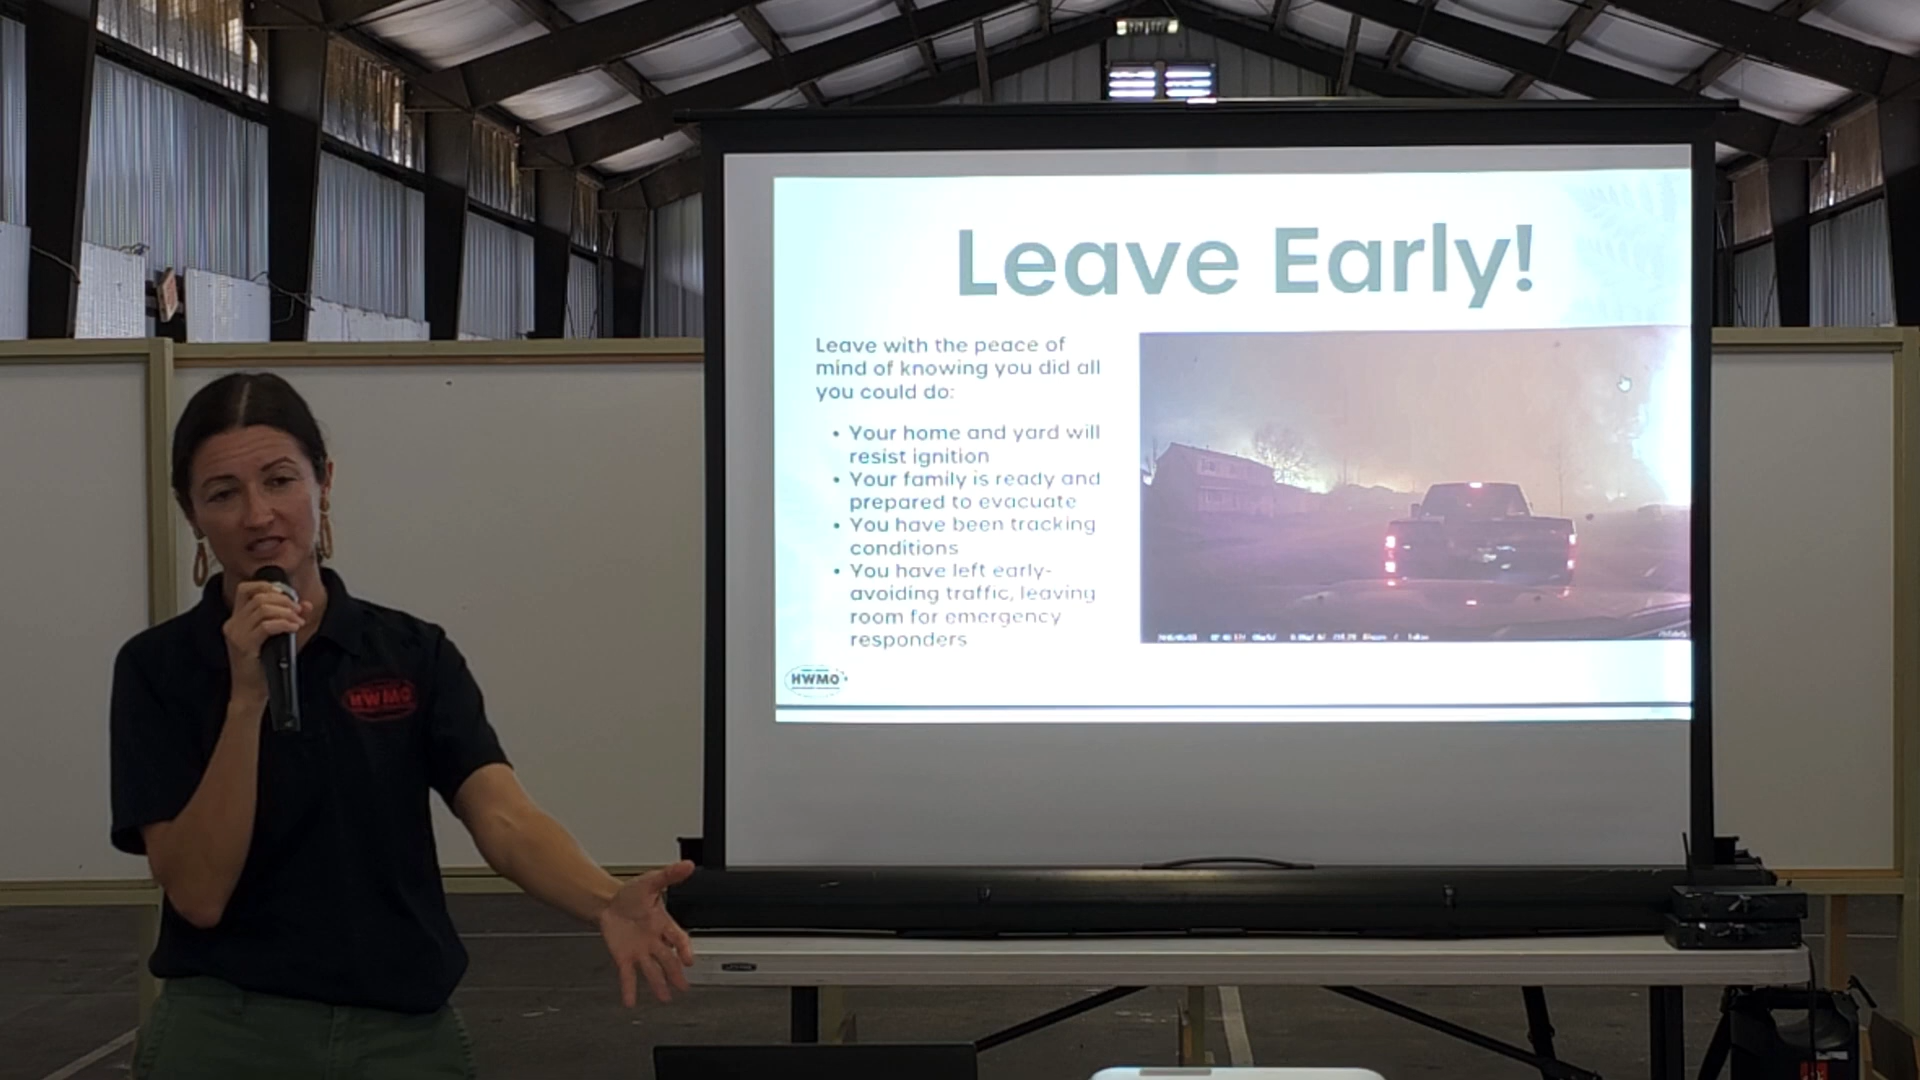 Leave Early!
Leave with the peace of
mind of knowing you did all
you could do:
• Your home and yard will
resist ignition
• Your family is ready and
prepared to evacuate
• You have been tracking
conditions
• You have left early-
avoiding traffic, leaving
room for emergency
responders
HWMO
HWMO